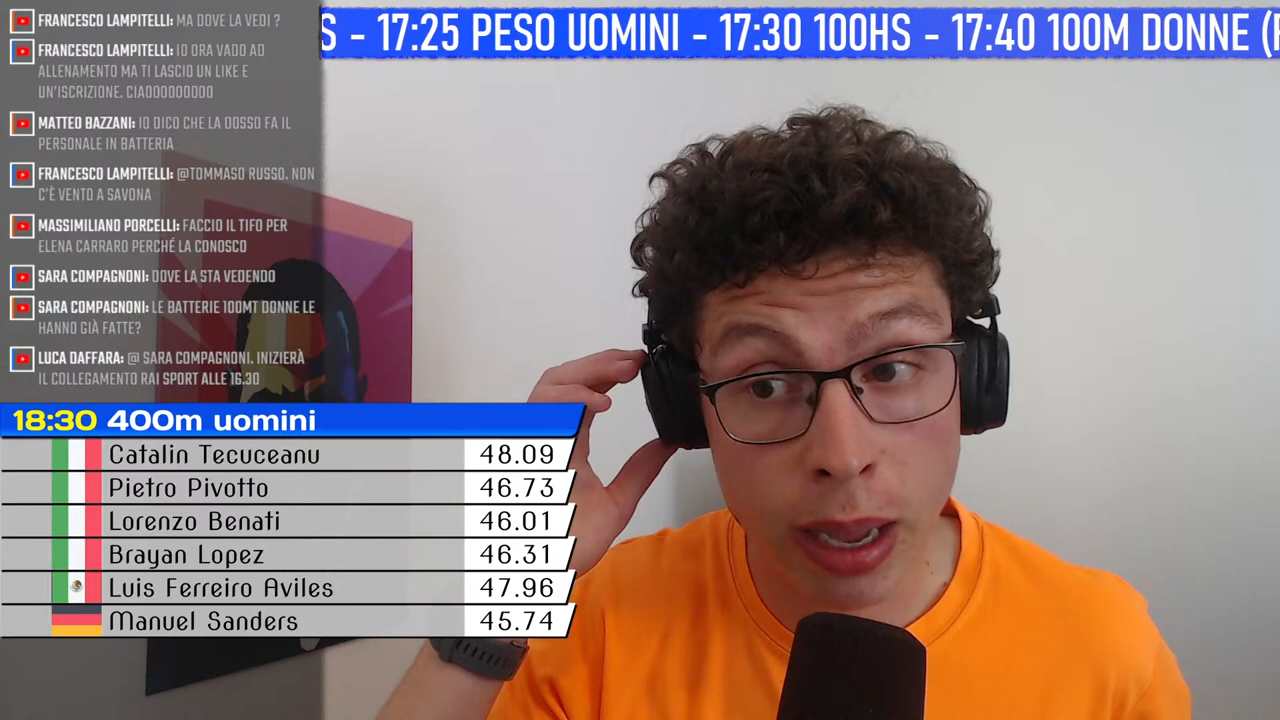 S - 17:25 PESO UOMINI - 17:30 100HS - 17:40 100M DONNE (
FRANCESCO LAMPITELLI: MA DOVE LA VEDI ?
FRANCESCO LAMPITELLI: IO ORA VADO AD
ALLENAMENTO MA TI LASCIO UN LIKE E
UN'ISCRIZIONE. CIAOOOOOOOOO
MATTEO BAZZANI: IO DICO CHE LA DOSSO FA IL
PERSONALE IN BATTERIA
FRANCESCO LAMPITELLI: @TOMMASO RUSSO. NON
C'È VENTO A SAVONA
MASSIMILIANO PORCELLI: FACCIO IL TIFO PER
ELENA CARRARO PERCHÉ LA CONOSCO
SARA COMPAGNONI: DOVE LA STA VEDENDO
SARA COMPAGNONI: LE BATTERIE 100MT DONNE LE
HANNO GIÀ FATTE?
LUCA DAFFARA: @ SARA COMPAGNONI. INIZIERÀ
IL COLLEGAMENTO RAI SPORT ALLE 16.30
18:30 400m uomini
Catalin Tecuceanu 48.09
Pietro Pivotto 46.73
Lorenzo Benati 46.01
Brayan Lopez 46.31
Luis Ferreiro Aviles 47.96
Manuel Sanders 45.74